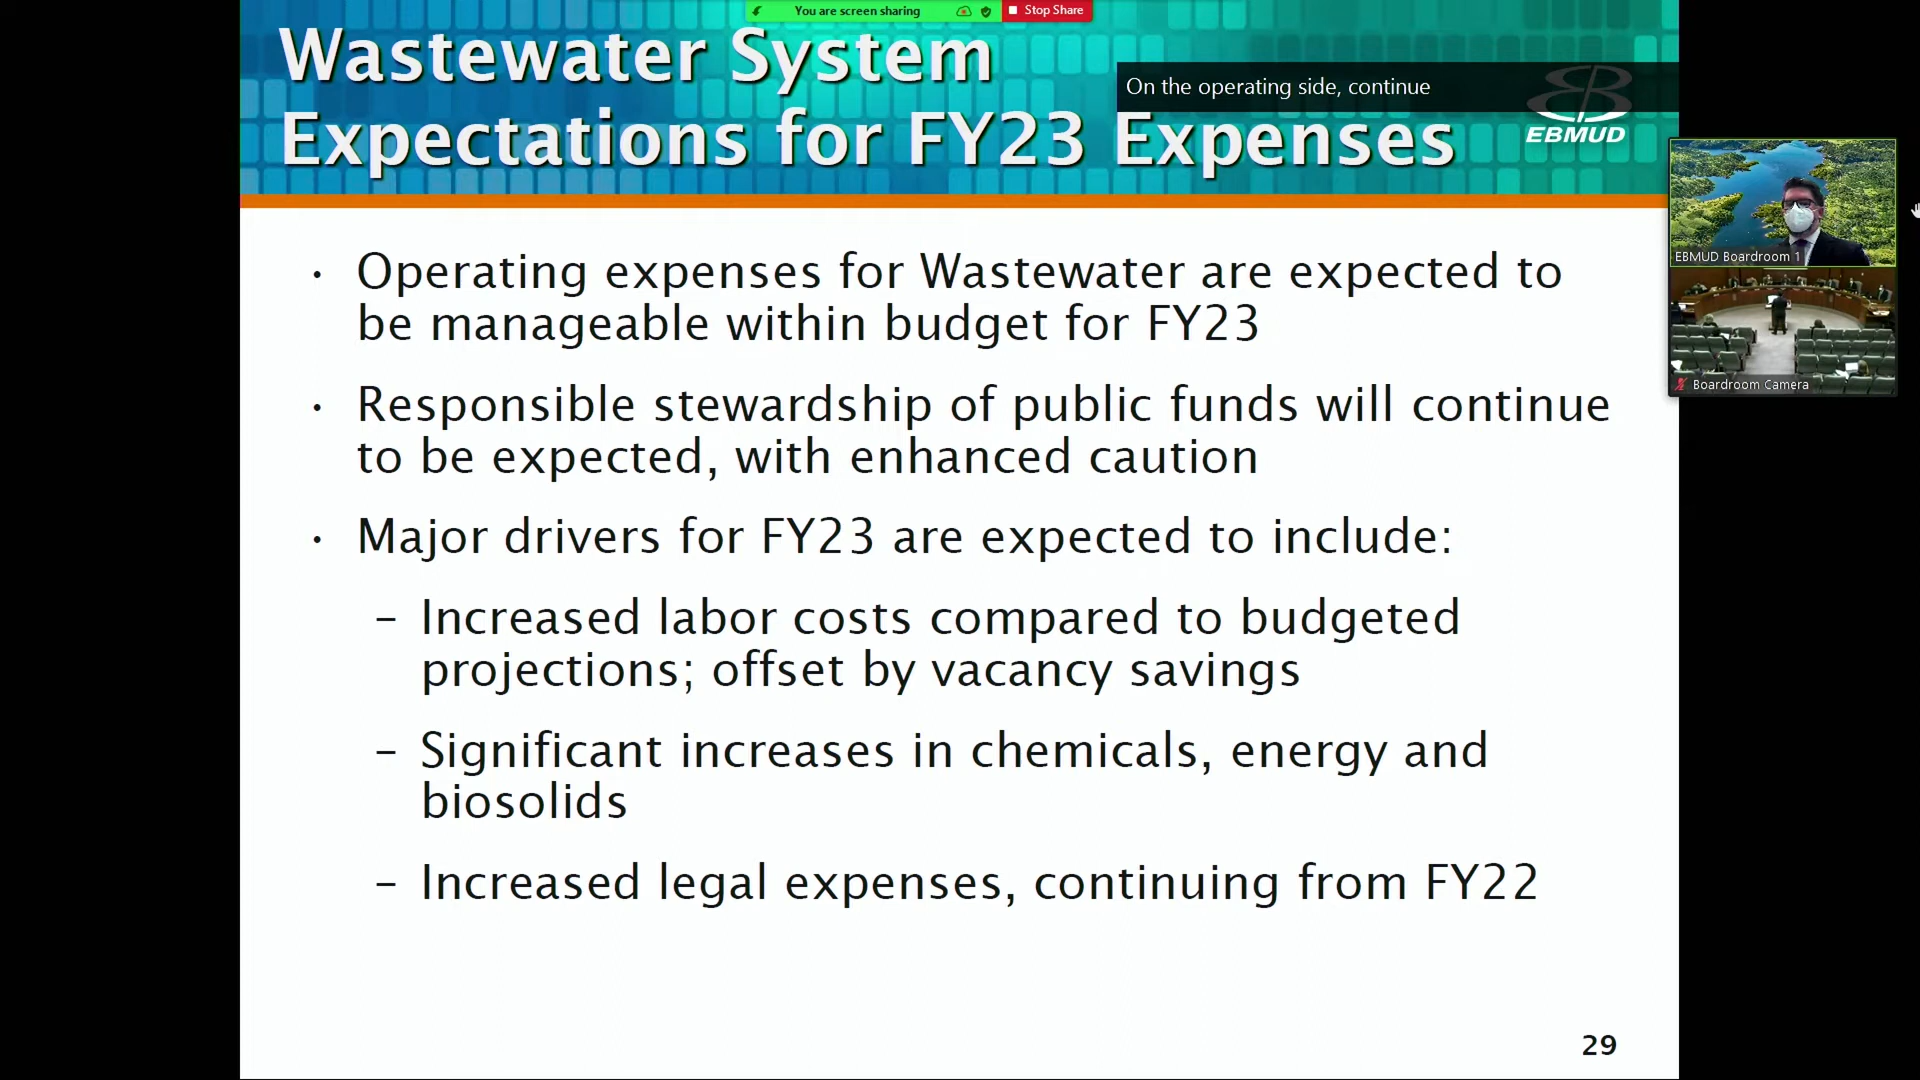 You are screen sharing
Stop Share
Wastewater System
On the operating side, continue
Expectations for FY23 Expenses
EBMUD
EBMUD Boardroom 1
Boardroom Camera
• Operating expenses for Wastewater are expected to
be manageable within budget for FY23
• Responsible stewardship of public funds will continue
to be expected, with enhanced caution
• Major drivers for FY23 are expected to include:
– Increased labor costs compared to budgeted
projections; offset by vacancy savings
– Significant increases in chemicals, energy and
biosolids
– Increased legal expenses, continuing from FY22
29